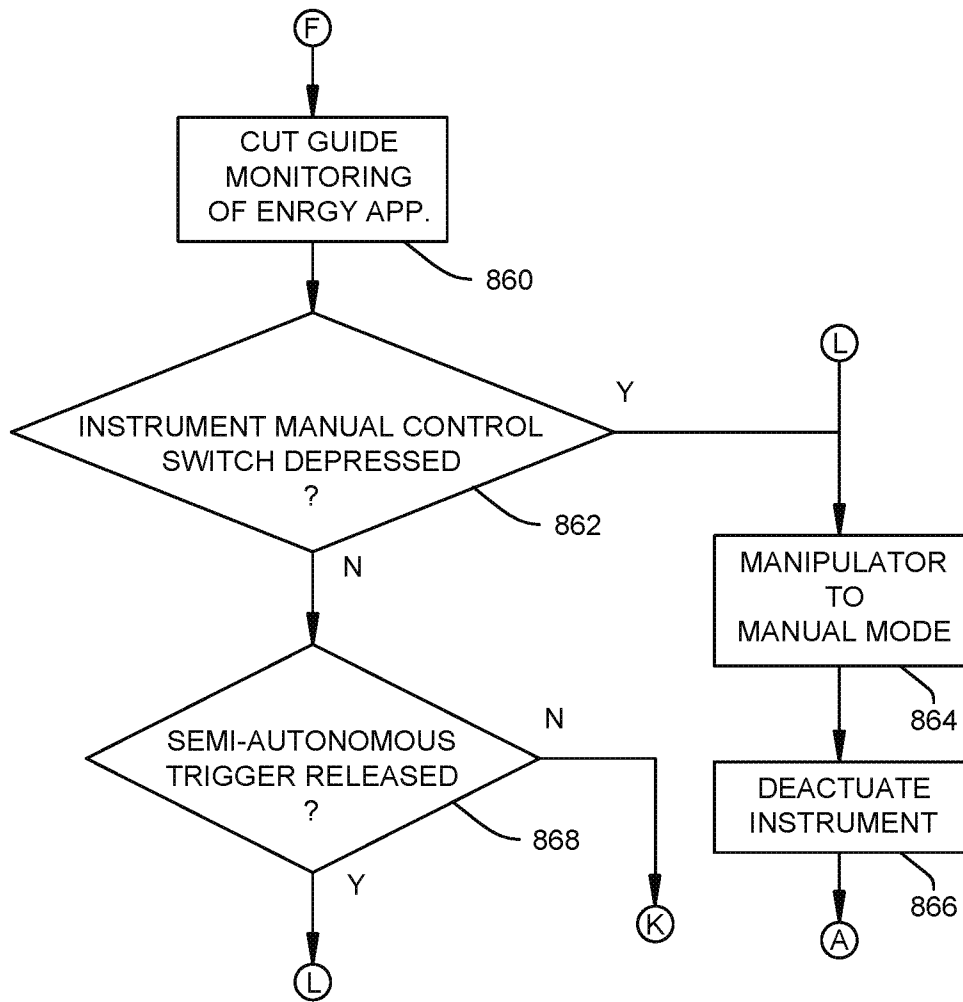 F
CUT GUIDE
MONITORING
OF ENRGY APP.
860
L
Y
INSTRUMENT MANUAL CONTROL
SWITCH DEPRESSED
?
862
N
MANIPULATOR
TO
MANUAL MODE
864
SEMI-AUTONOMOUS
TRIGGER RELEASED
?
N
868
Y
DEACTUATE
INSTRUMENT
866
K
A
L